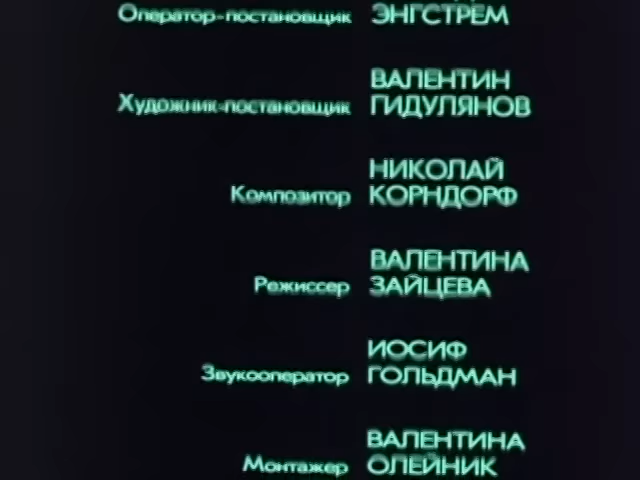 Оператор-постановщик ЭНГСТРЕМ
ВАЛЕНТИН
Художник-постановщик ГИДУЛЯНОВ
НИКОЛАЙ
Композитор КОРНДОРФ
ВАЛЕНТИНА
Режиссер ЗАЙЦЕВА
ИОСИФ
Звукооператор ГОЛЬДМАН
ВАЛЕНТИНА
Монтажер ОЛЕЙНИК